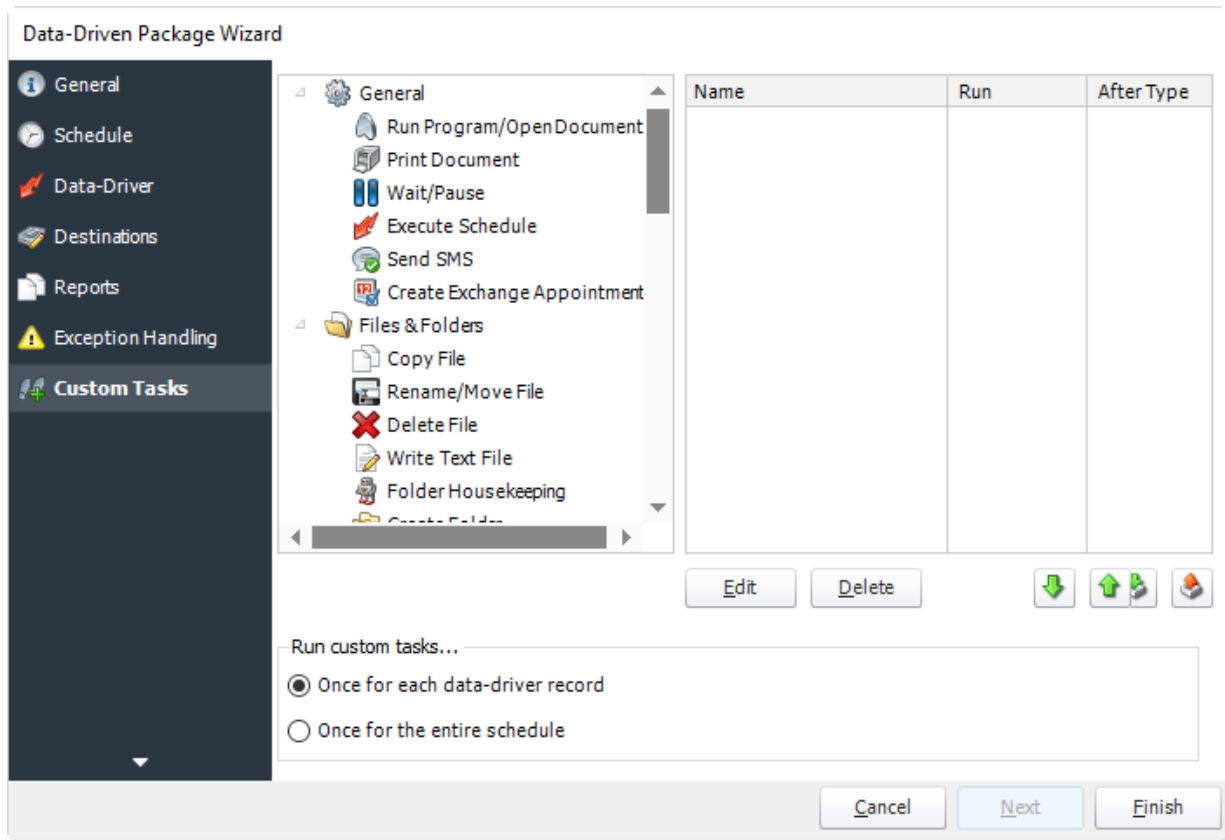 Data-Driven Package Wizard
General
Schedule
Data-Driver
Destinations
Reports
Exception Handling
Custom Tasks
General
Run Program/Open Document
Print Document
Wait/Pause
Execute Schedule
Send SMS
Create Exchange Appointment
Files & Folders
Copy File
Rename/Move File
Delete File
Write Text File
Folder Housekeeping
Create Folder
Name Run After Type
Edit Delete
Run custom tasks...
Once for each data-driver record
Once for the entire schedule
Cancel Next Finish